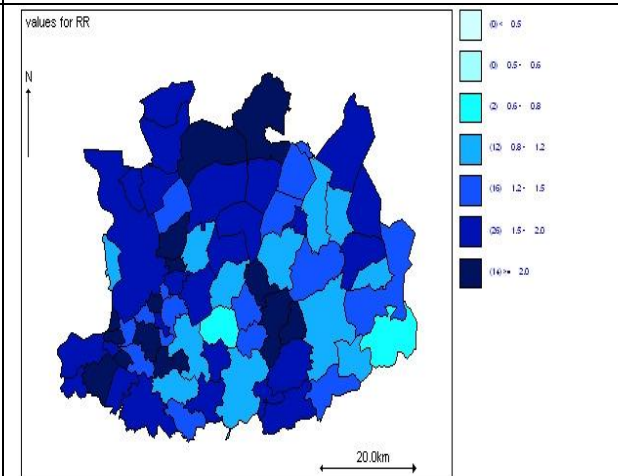 values for RR
N
(0) < 0.5
(0) 0.5 - 0.6
(2) 0.6 - 0.8
(12) 0.8 - 1.2
(16) 1.2 - 1.5
(26) 1.5 - 2.0
(14) >= 2.0
20.0km